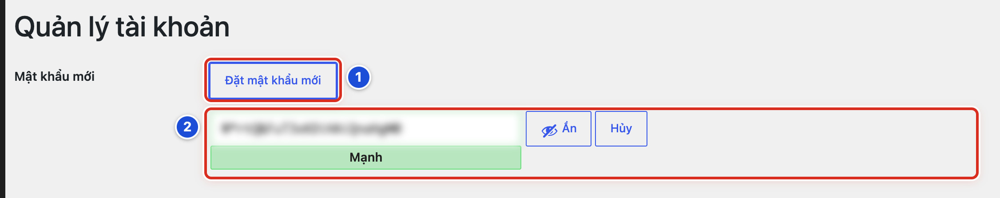 Quản lý tài khoản
Mật khẩu mới
Đặt mật khẩu mới
1
2
Ẩn
Hủy
Mạnh